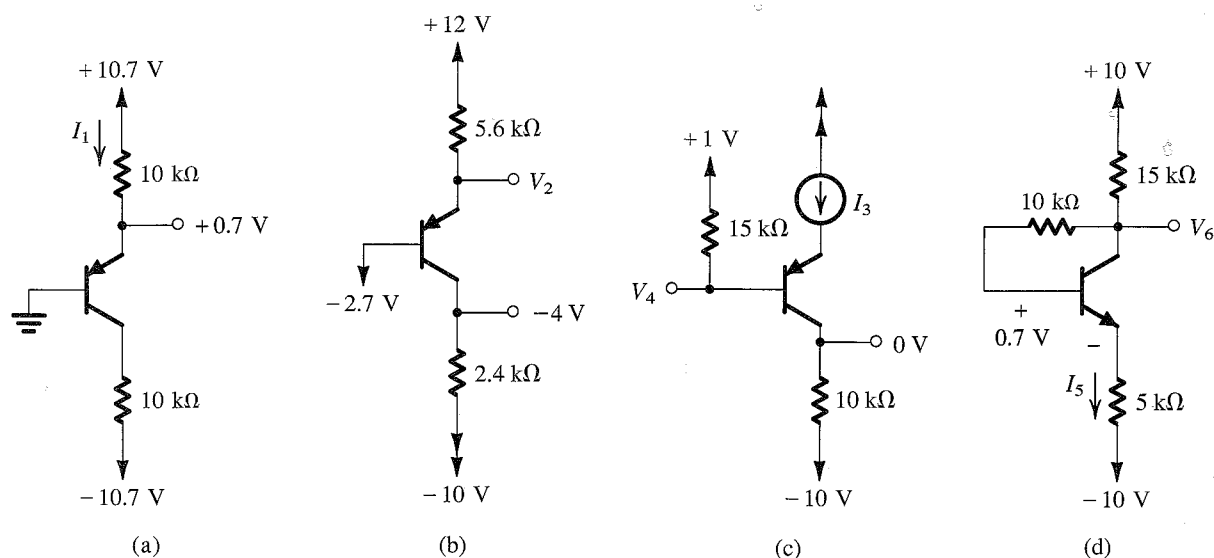 +10.7 V
I₁
10 kΩ
+0.7 V
10 kΩ
−10.7 V
(a)
+12 V
5.6 kΩ
V₂
−2.7 V
−4 V
2.4 kΩ
−10 V
(b)
+1 V
15 kΩ
I₃
V₄
0 V
10 kΩ
−10 V
(c)
+10 V
15 kΩ
10 kΩ
V₆
+
0.7 V
−
I₅
5 kΩ
−10 V
(d)